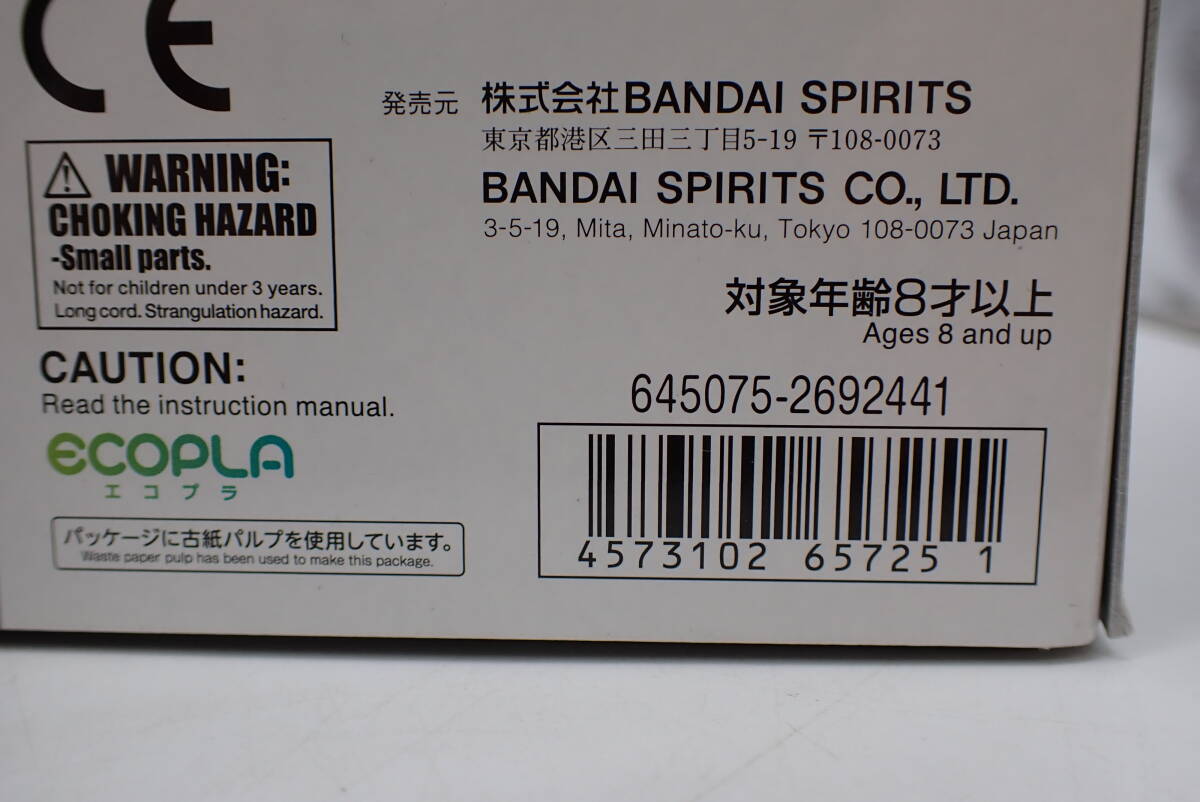 CE
発売元 株式会社BANDAI SPIRITS
東京都港区三田三丁目5-19 〒108-0073
BANDAI SPIRITS CO., LTD.
3-5-19, Mita, Minato-ku, Tokyo 108-0073 Japan
WARNING:
CHOKING HAZARD
-Small parts.
Not for children under 3 years.
Long cord. Strangulation hazard.
対象年齢8才以上
Ages 8 and up
CAUTION:
Read the instruction manual.
ECOPLA
エコプラ
パッケージに古紙パルプを使用しています。
Waste paper pulp has been used to make this package.
645075-2692441
4573102 65725 1